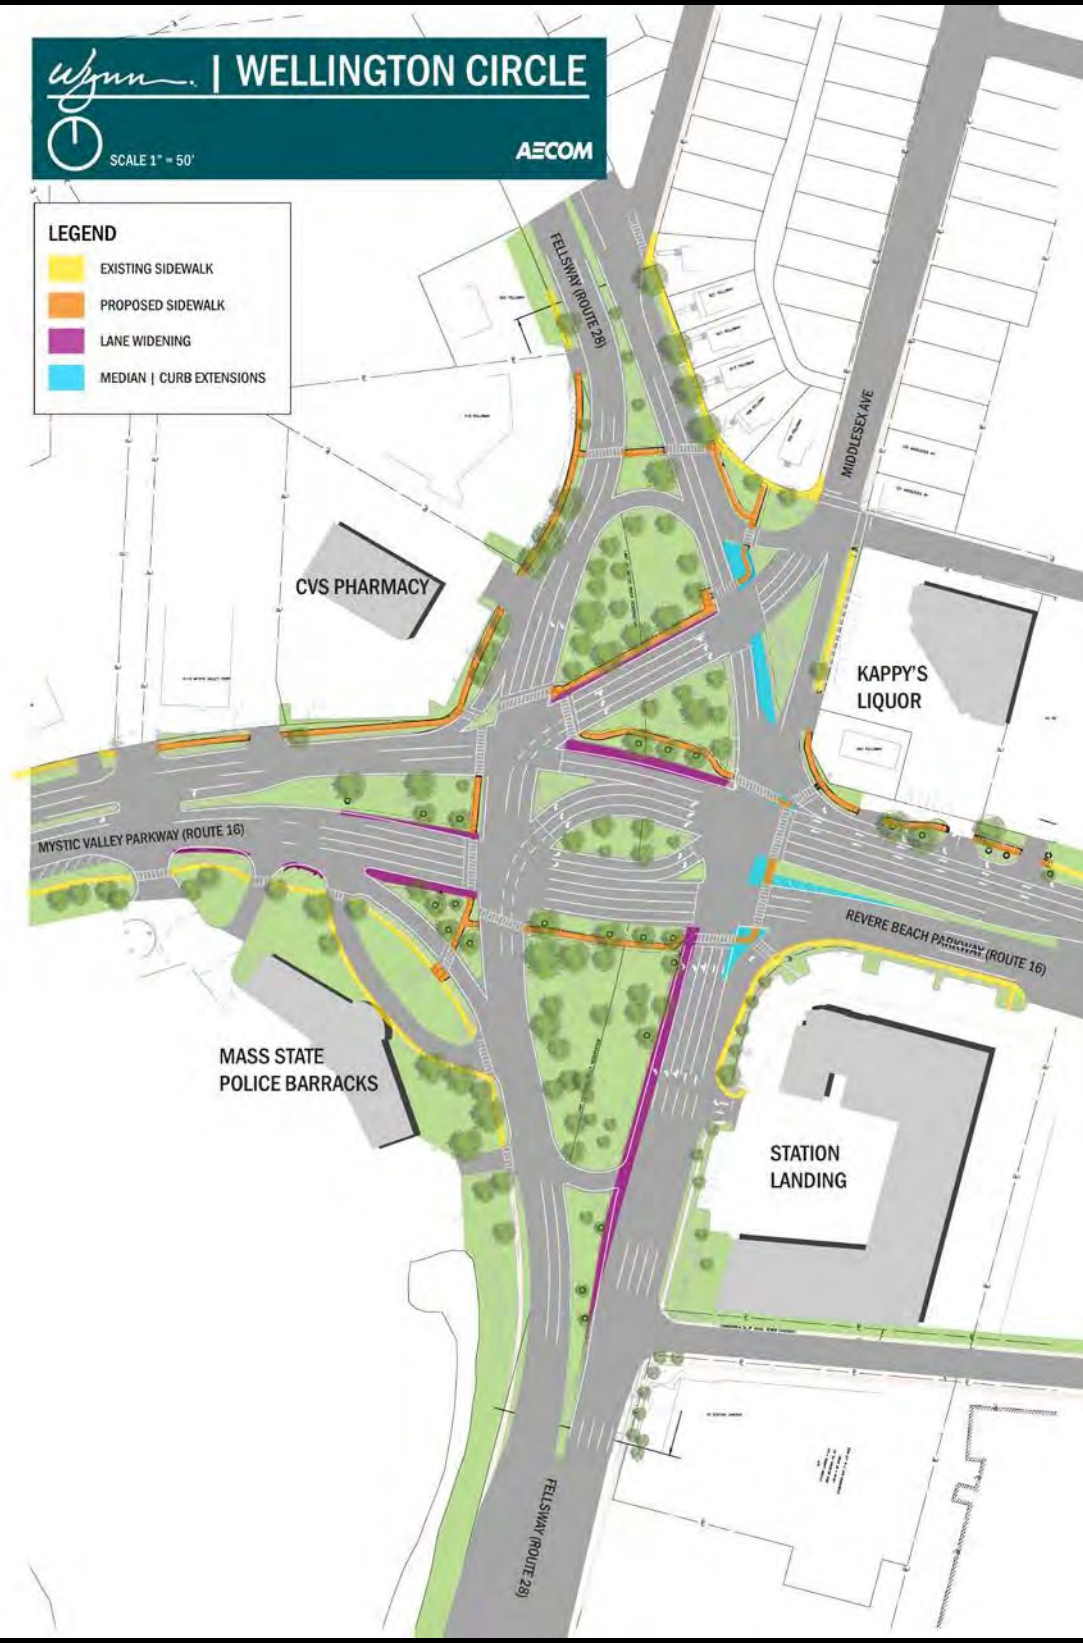 Wynn. | WELLINGTON CIRCLE
SCALE 1" = 50'
AECOM
LEGEND
EXISTING SIDEWALK
PROPOSED SIDEWALK
LANE WIDENING
MEDIAN | CURB EXTENSIONS
FELLSWAY (ROUTE 28)
MIDDLESEX AVE
CVS PHARMACY
KAPPY'S
LIQUOR
MYSTIC VALLEY PARKWAY (ROUTE 16)
REVERE BEACH PARKWAY (ROUTE 16)
MASS STATE
POLICE BARRACKS
STATION
LANDING
FELLSWAY (ROUTE 28)